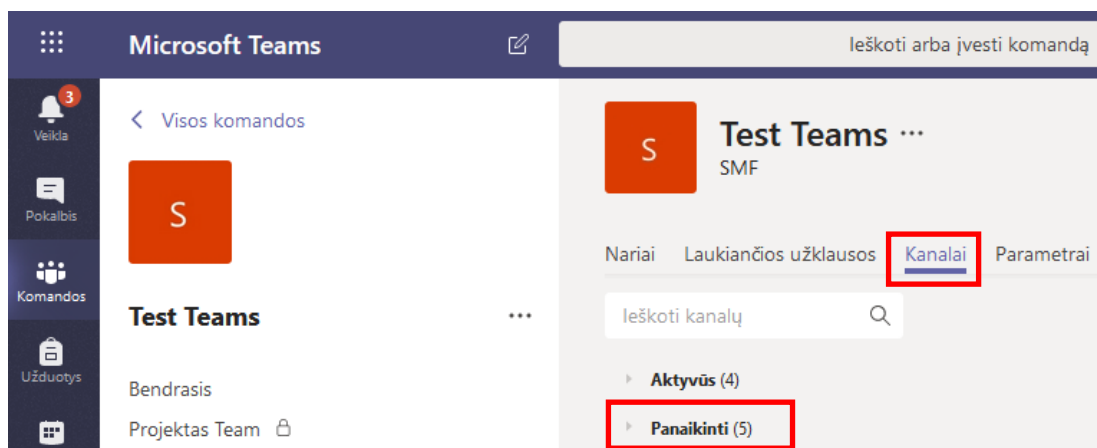 Microsoft Teams
Ieškoti arba įvesti komandą
3
Veikla
Pokalbis
Komandos
Užduotys
Visos komandos
S
Test Teams
Bendrasis
Projektas Team
S
Test Teams
SMF
Nariai Laukiančios užklausos Kanalai Parametrai
Ieškoti kanalų
Aktyvūs (4)
Panaikinti (5)